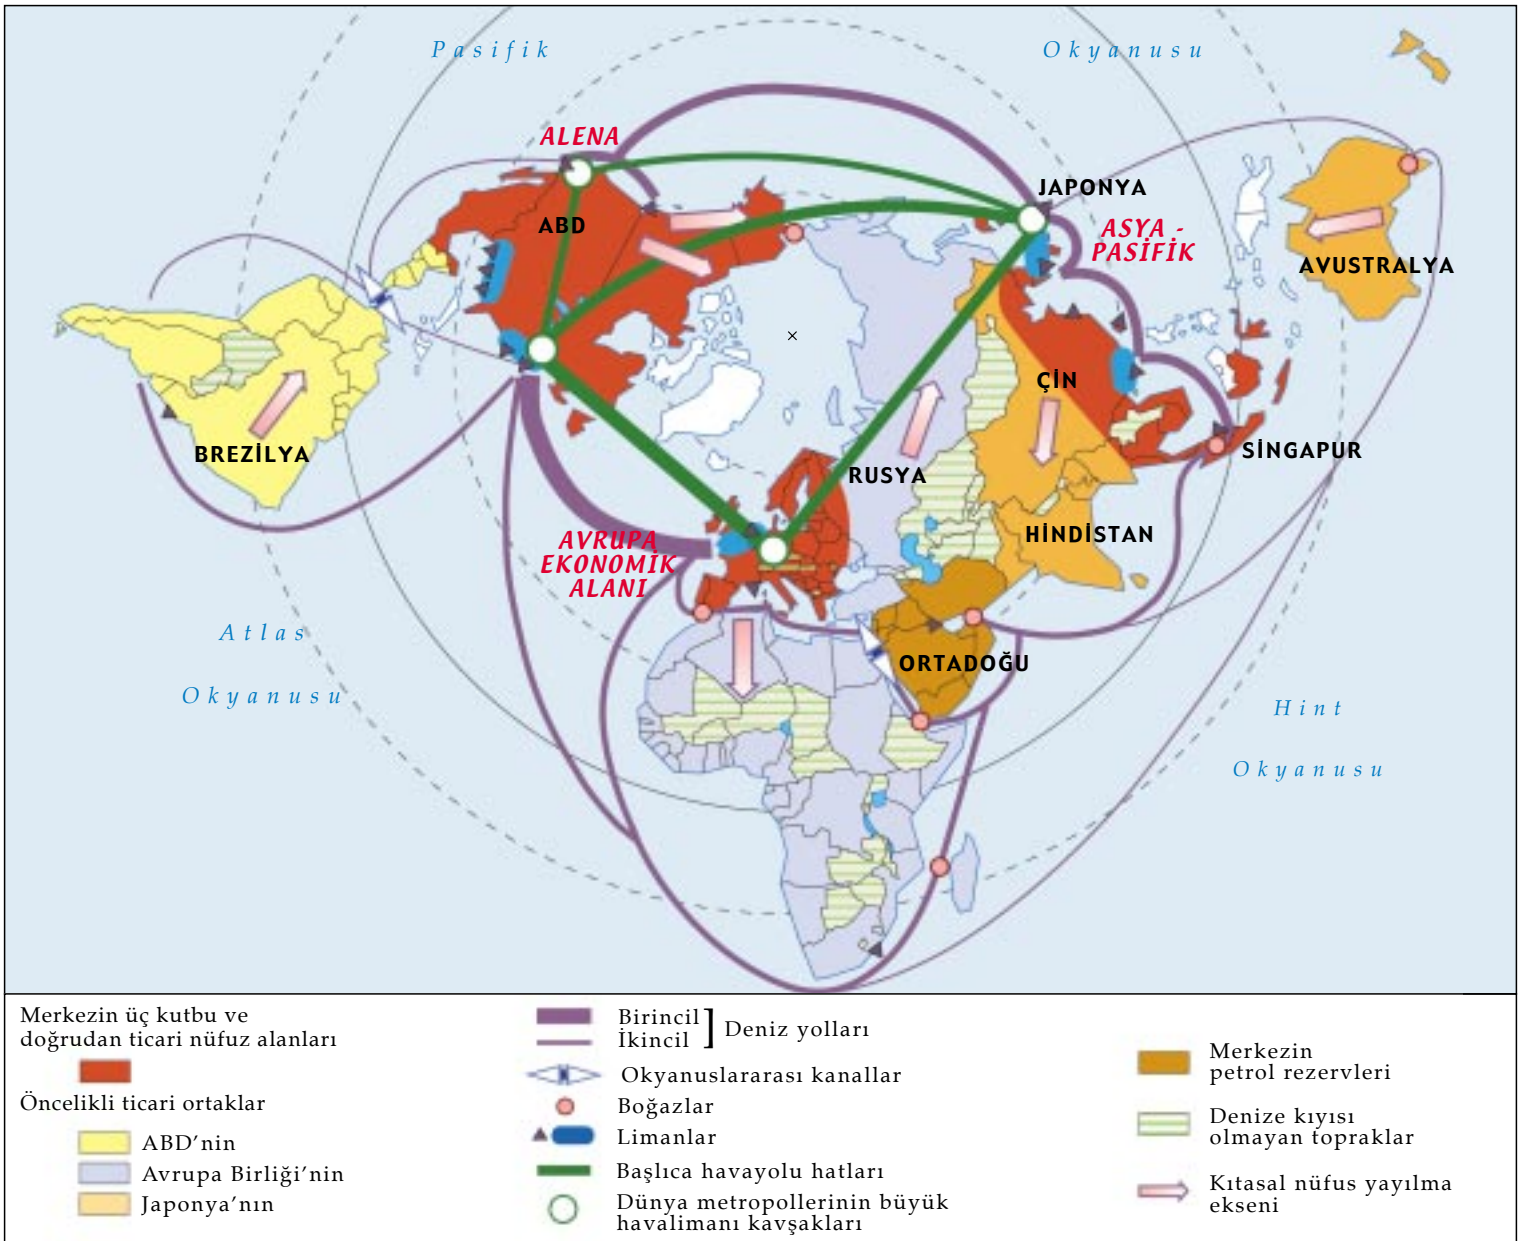 Pasifik
Okyanusu
ALENA
ABD
JAPONYA
ASYA -
PASİFİK
AVUSTRALYA
ÇİN
BREZİLYA
SİNGAPUR
RUSYA
HİNDİSTAN
AVRUPA
EKONOMİK
ALANI
ORTADOĞU
Atlas
Okyanusu
Hint
Okyanusu
Merkezin üç kutbu ve
doğrudan ticari nüfuz alanları
Öncelikli ticari ortaklar
ABD'nin
Avrupa Birliği'nin
Japonya'nın
Birincil
İkincil ] Deniz yolları
Okyanuslararası kanallar
Boğazlar
Limanlar
Başlıca havayolu hatları
Dünya metropollerinin büyük
havalimanı kavşakları
Merkezin
petrol rezervleri
Denize kıyısı
olmayan topraklar
Kıtasal nüfus yayılma
ekseni